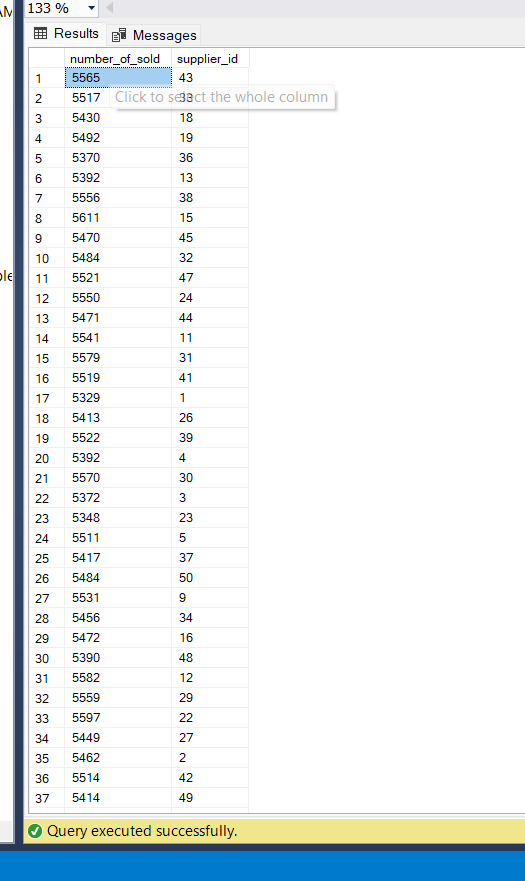 AM
133 %
Results Messages
number_of_sold supplier_id
1 5565 43
2 5517
Click to select the whole column
3 5430 18
4 5492 19
5 5370 36
6 5392 13
7 5556 38
8 5611 15
9 5470 45
10 5484 32
11 5521 47
12 5550 24
13 5471 44
14 5541 11
15 5579 31
16 5519 41
17 5329 1
18 5413 26
19 5522 39
20 5392 4
21 5570 30
22 5372 3
23 5348 23
24 5511 5
25 5417 37
26 5484 50
27 5531 9
28 5456 34
29 5472 16
30 5390 48
31 5582 12
32 5559 29
33 5597 22
34 5449 27
35 5462 2
36 5514 42
37 5414 49
Query executed successfully.